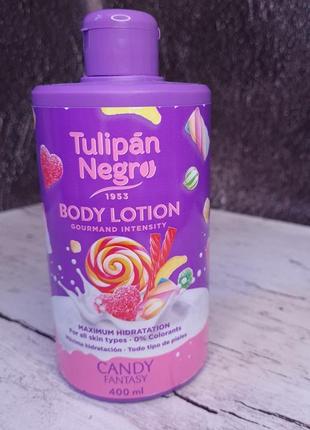 Tulipán
Negro
1953
BODY LOTION
GOURMAND INTENSITY
MAXIMUM HIDRATATION
For all skin types · 0% Colorants
Máxima hidratación · Todo tipo de pieles
CANDY
FANTASY
400 ml